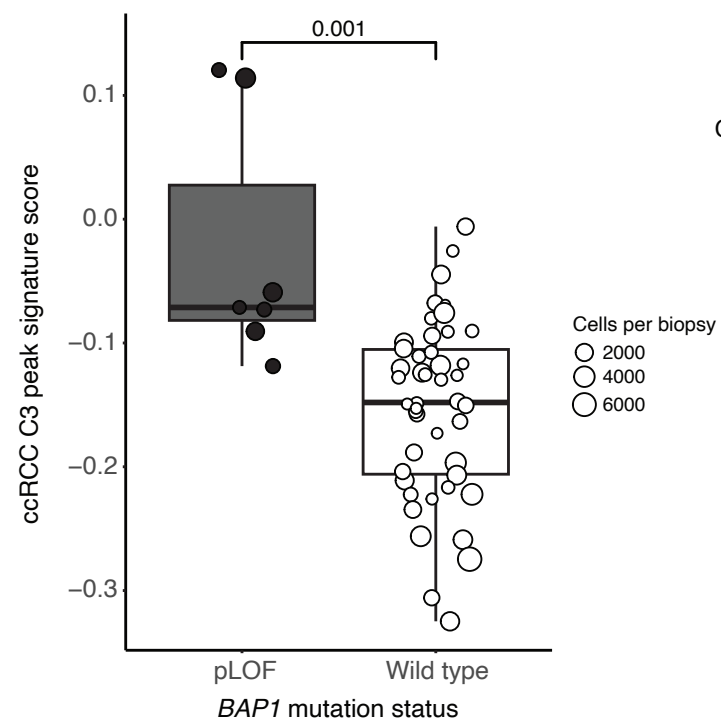 0.001
0.1
0.0
−0.1
−0.2
−0.3
ccRCC C3 peak signature score
pLOF
Wild type
BAP1 mutation status
Cells per biopsy
2000
4000
6000